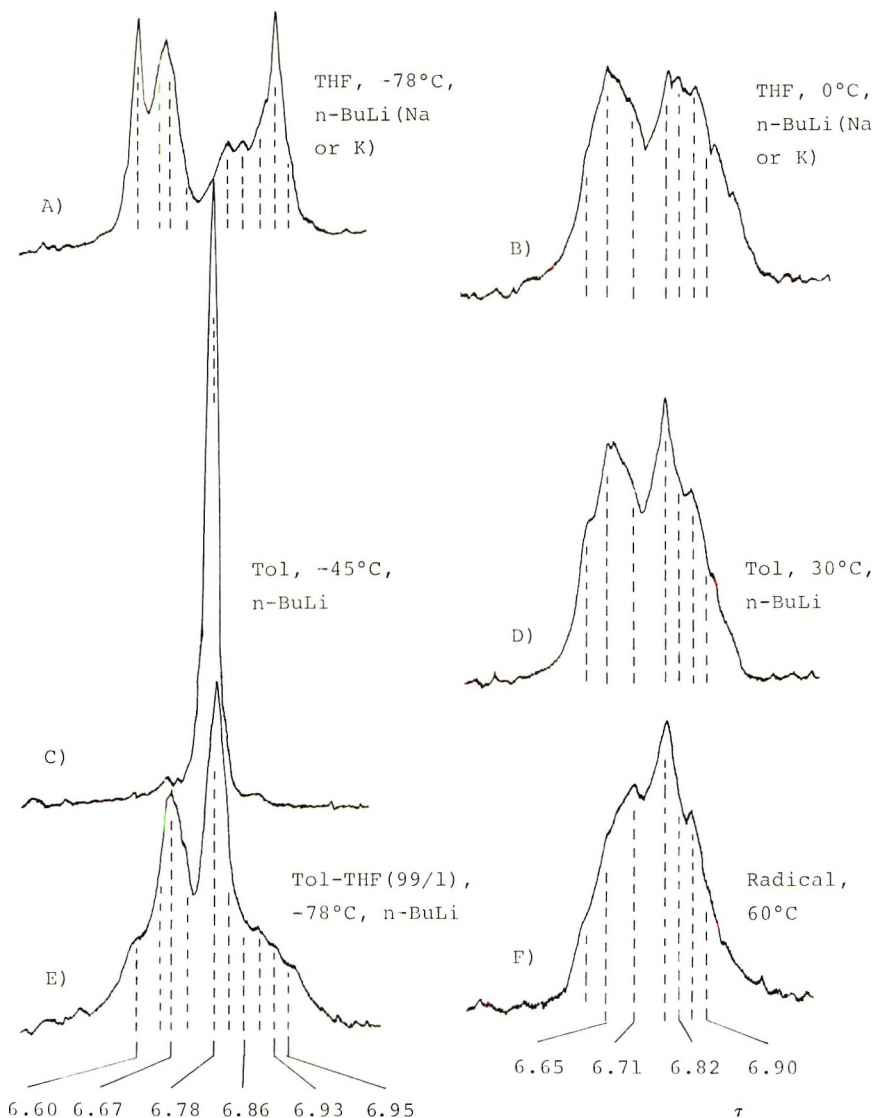 THF, -78°C,
n-BuLi(Na
or K)
A)
THF, 0°C,
n-BuLi(Na
or K)
B)
Tol, -45°C,
n-BuLi
C)
Tol, 30°C,
n-BuLi
D)
Tol-THF(99/1),
-78°C, n-BuLi
E)
Radical,
60°C
F)
6.65 6.71 6.82 6.90
6.60 6.67 6.78 6.86 6.93 6.95 τ